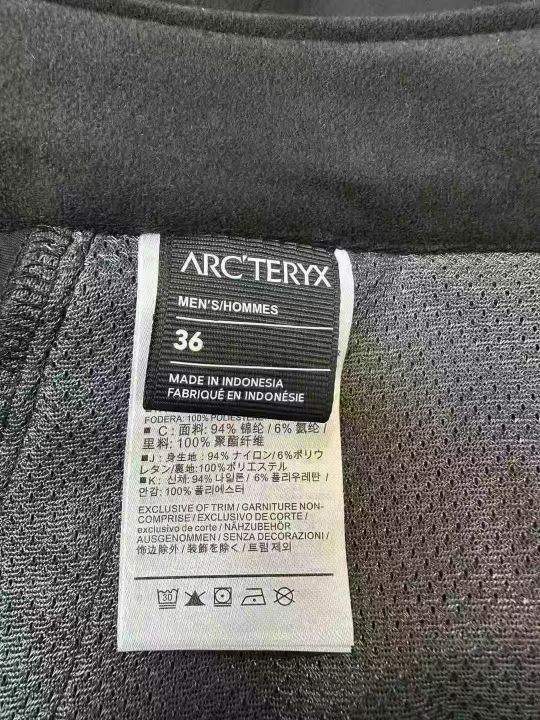 ARC'TERYX
MEN'S/HOMMES
36
MADE IN INDONESIA
FABRIQUÉ EN INDONÉSIE
FODERA: 100% POLIESTERE
■ C : 面料: 94% 锦纶 / 6% 氨纶 /
里料: 100% 聚酯纤维
■ J : 身生地 : 94% ナイロン / 6%ポリウ
レタン/裏地:100%ポリエステル
■ K : 신체: 94% 나일론 / 6% 폴리우레탄 /
안감: 100% 폴리에스터
EXCLUSIVE OF TRIM / GARNITURE NON-
COMPRISE / EXCLUSIVO DE CORTE /
exclusivo de corte / NÄHZUBEHÖR
AUSGENOMMEN / SENZA DECORAZIONI /
饰边除外 / 装飾を除く / 트림 제외
30